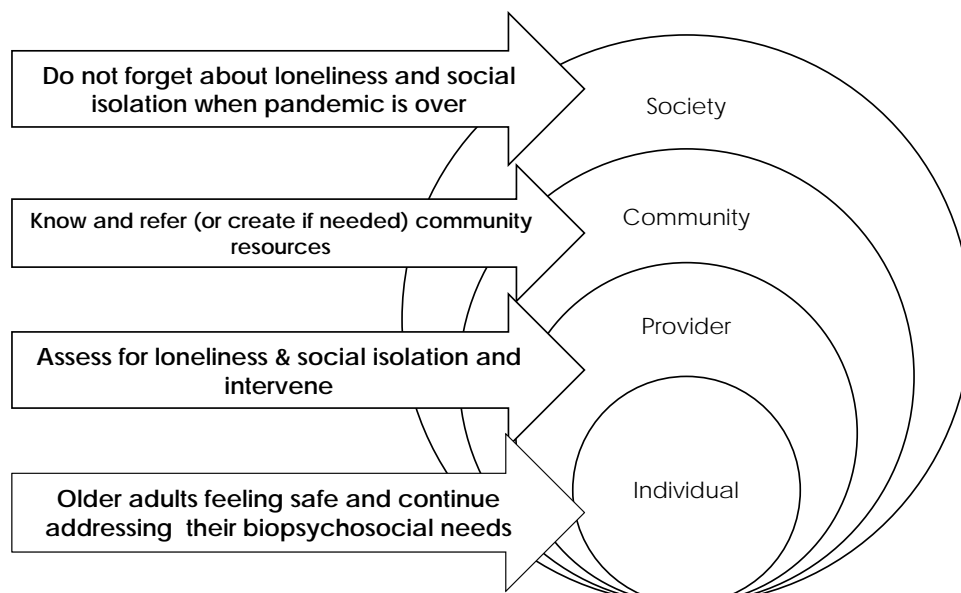 Do not forget about loneliness and social
isolation when pandemic is over
Society
Know and refer (or create if needed) community
resources
Community
Assess for loneliness & social isolation and
intervene
Provider
Older adults feeling safe and continue
addressing their biopsychosocial needs
Individual